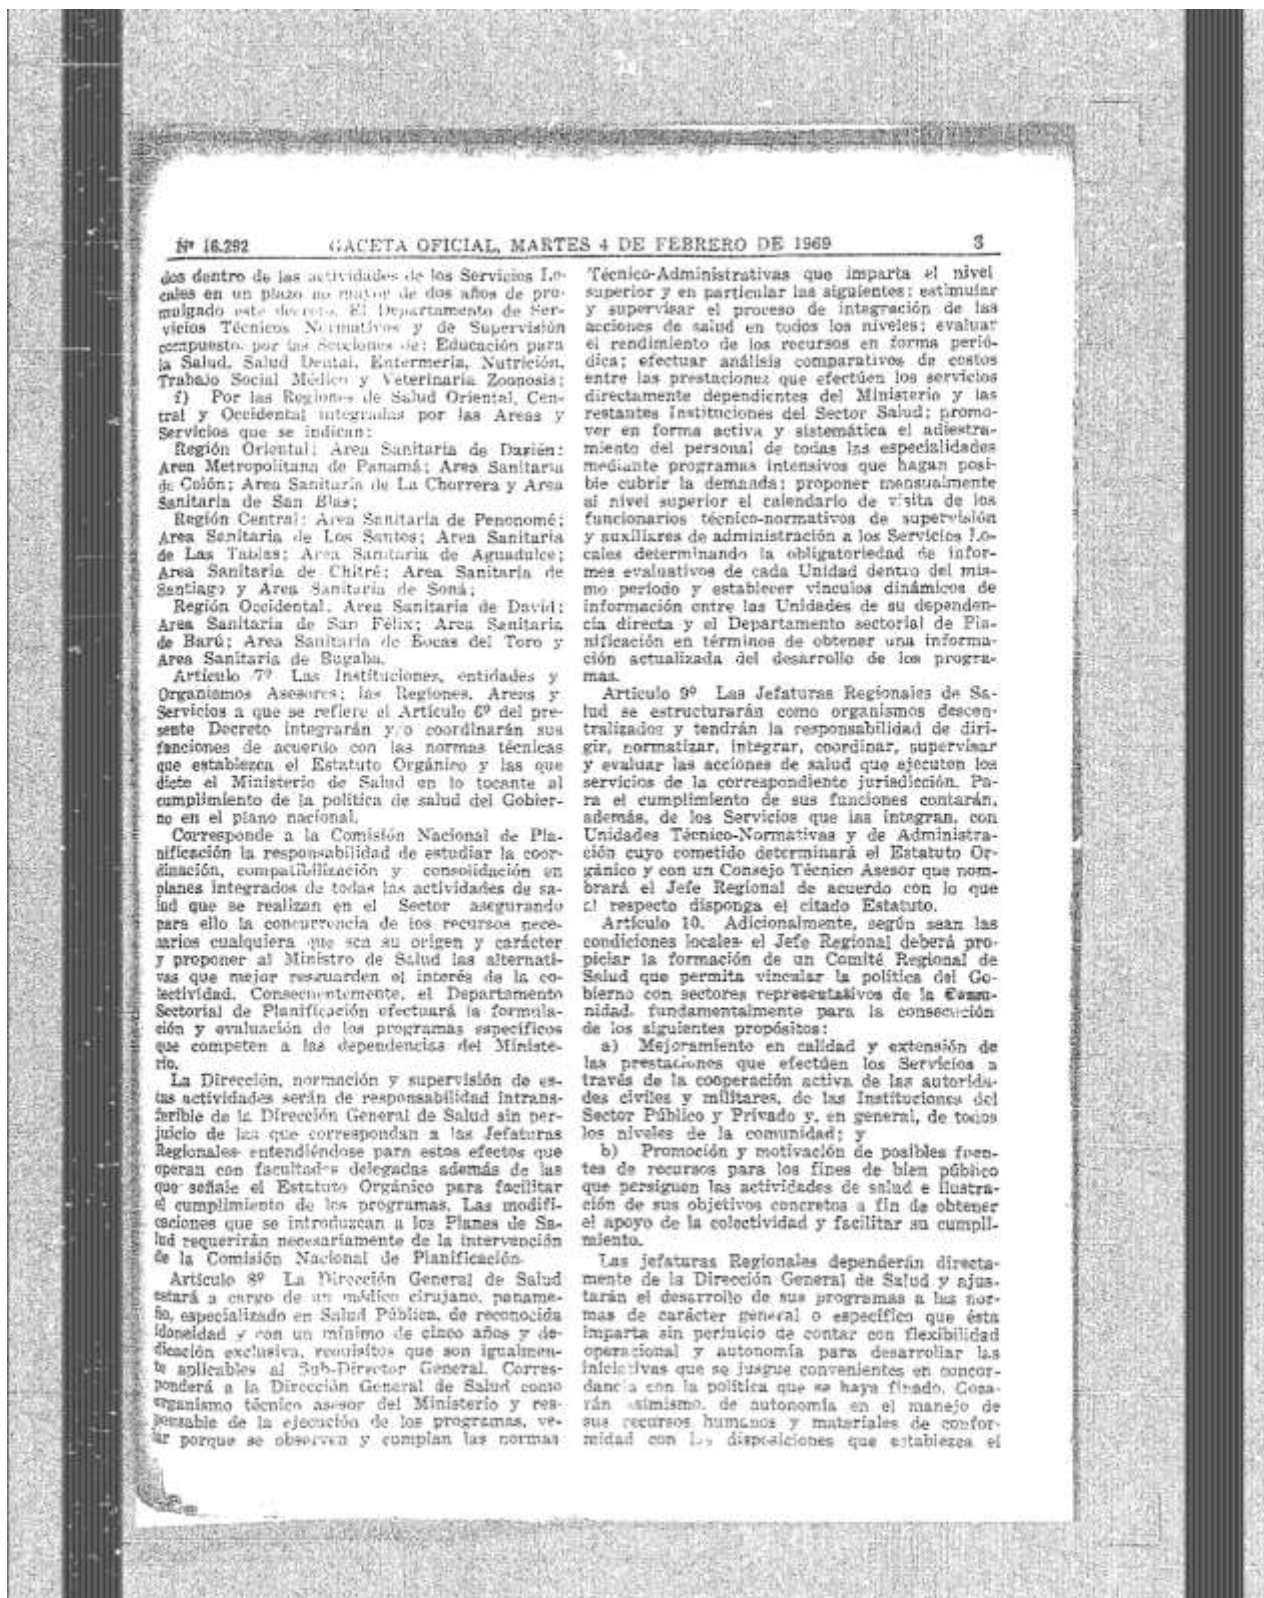 Nº 16.292 GACETA OFICIAL, MARTES 4 DE FEBRERO DE 1969 3
dos dentro de las actividades de los Servicios Lo-
cales en un plazo no mayor de dos años de pro-
mulgado este decreto. El Departamento de Ser-
vicios Técnicos Normativos y de Supervisión
compuesto, por las Secciones de: Educación para
la Salud, Salud Dental, Enfermería, Nutrición,
Trabajo Social Médico y Veterinaria Zoonosis;
f) Por las Regiones de Salud Oriental, Cen-
tral y Occidental integradas por las Areas y
Servicios que se indican:
Región Oriental: Area Sanitaria de Darién:
Area Metropolitana de Panamá; Area Sanitaria
de Colón; Area Sanitaria de La Chorrera y Area
Sanitaria de San Blas;
Región Central: Area Sanitaria de Penonomé;
Area Sanitaria de Los Santos; Area Sanitaria
de Las Tablas; Area Sanitaria de Aguadulce;
Area Sanitaria de Chitré; Area Sanitaria de
Santiago y Area Sanitaria de Soná;
Región Occidental. Area Sanitaria de David;
Area Sanitaria de San Félix; Area Sanitaria
de Barú; Area Sanitaria de Bocas del Toro y
Area Sanitaria de Bugaba.
Artículo 7º Las Instituciones, entidades y
Organismos Asesores; las Regiones, Areas y
Servicios a que se refiere el Artículo 6º del pre-
sente Decreto integrarán y/o coordinarán sus
funciones de acuerdo con las normas técnicas
que establezca el Estatuto Orgánico y las que
dicte el Ministerio de Salud en lo tocante al
cumplimiento de la política de salud del Gobier-
no en el plano nacional.
Corresponde a la Comisión Nacional de Pla-
nificación la responsabilidad de estudiar la coor-
dinación, compatibilización y consolidación en
planes integrados de todas las actividades de sa-
lud que se realizan en el Sector asegurando
para ello la concurrencia de los recursos nece-
sarios cualquiera que sea su origen y carácter
y proponer al Ministro de Salud las alternati-
vas que mejor resguarden el interés de la co-
lectividad. Consecuentemente, el Departamento
Sectorial de Planificación efectuará la formula-
ción y evaluación de los programas específicos
que competen a las dependencias del Ministe-
rio.
La Dirección, normación y supervisión de es-
tas actividades serán de responsabilidad intrans-
ferible de la Dirección General de Salud sin per-
juicio de las que correspondan a las Jefaturas
Regionales entendiéndose para estos efectos que
operan con facultades delegadas además de las
que señale el Estatuto Orgánico para facilitar
el cumplimiento de los programas. Las modifi-
caciones que se introduzcan a los Planes de Sa-
lud requerirán necesariamente de la intervención
de la Comisión Nacional de Planificación.
Artículo 8º La Dirección General de Salud
estará a cargo de un médico cirujano, paname-
ño, especializado en Salud Pública, de reconocida
idoneidad y con un mínimo de cinco años y de-
dicación exclusiva, requisitos que son igualmen-
te aplicables al Sub-Director General. Corres-
ponderá a la Dirección General de Salud como
organismo técnico asesor del Ministerio y res-
ponsable de la ejecución de los programas, ve-
lar porque se observen y cumplan las normas
Técnico-Administrativas que imparta el nivel
superior y en particular las siguientes: estimular
y supervisar el proceso de integración de las
acciones de salud en todos los niveles; evaluar
el rendimiento de los recursos en forma perió-
dica; efectuar análisis comparativos de costos
entre las prestaciones que efectúen los servicios
directamente dependientes del Ministerio y las
restantes Instituciones del Sector Salud; promo-
ver en forma activa y sistemática el adiestra-
miento del personal de todas las especialidades
mediante programas intensivos que hagan posi-
ble cubrir la demanda; proponer mensualmente
al nivel superior el calendario de visita de los
funcionarios técnico-normativos de supervisión
y auxiliares de administración a los Servicios Lo-
cales determinando la obligatoriedad de infor-
mes evaluativos de cada Unidad dentro del mis-
mo período y establecer vínculos dinámicos de
información entre las Unidades de su dependen-
cia directa y el Departamento sectorial de Pla-
nificación en términos de obtener una informa-
ción actualizada del desarrollo de los progra-
mas.
Artículo 9º Las Jefaturas Regionales de Sa-
lud se estructurarán como organismos descen-
tralizados y tendrán la responsabilidad de diri-
gir, normatizar, integrar, coordinar, supervisar
y evaluar las acciones de salud que ejecuten los
servicios de la correspondiente jurisdicción. Pa-
ra el cumplimiento de sus funciones contarán,
además, de los Servicios que las integran, con
Unidades Técnico-Normativas y de Administra-
ción cuyo cometido determinará el Estatuto Or-
gánico y con un Consejo Técnico Asesor que nom-
brará el Jefe Regional de acuerdo con lo que
al respecto disponga el citado Estatuto.
Artículo 10. Adicionalmente, según sean las
condiciones locales el Jefe Regional deberá pro-
piciar la formación de un Comité Regional de
Salud que permita vincular la política del Go-
bierno con sectores representativos de la Comu-
nidad, fundamentalmente para la consecución
de los siguientes propósitos:
a) Mejoramiento en calidad y extensión de
las prestaciones que efectúen los Servicios a
través de la cooperación activa de las autorida-
des civiles y militares, de las Instituciones del
Sector Público y Privado y, en general, de todos
los niveles de la comunidad; y
b) Promoción y motivación de posibles fuen-
tes de recursos para los fines de bien público
que persiguen las actividades de salud e ilustra-
ción de sus objetivos concretos a fin de obtener
el apoyo de la colectividad y facilitar su cumpli-
miento.
Las jefaturas Regionales dependerán directa-
mente de la Dirección General de Salud y ajus-
tarán el desarrollo de sus programas a las nor-
mas de carácter general o específico que ésta
imparta sin perjuicio de contar con flexibilidad
operacional y autonomía para desarrollar las
iniciativas que se juzgue convenientes en concor-
dancia con la política que se haya fijado. Goza-
rán asimismo, de autonomía en el manejo de
sus recursos humanos y materiales de confor-
midad con las disposiciones que establezca el